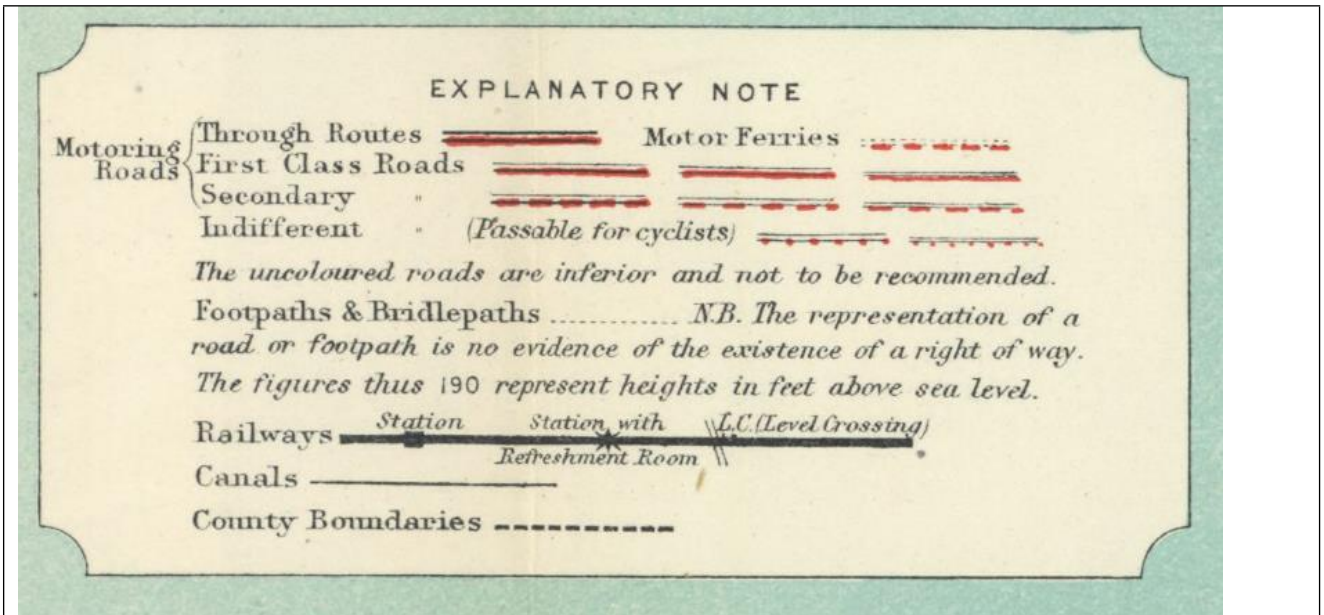 EXPLANATORY NOTE
Motoring Roads
Through Routes
Motor Ferries
First Class Roads
Secondary "
Indifferent " (Passable for cyclists)
The uncoloured roads are inferior and not to be recommended.
Footpaths & Bridlepaths ............ N.B. The representation of a
road or footpath is no evidence of the existence of a right of way.
The figures thus 190 represent heights in feet above sea level.
Railways
Station
Station with
Refreshment Room
L.C. (Level Crossing)
Canals
County Boundaries